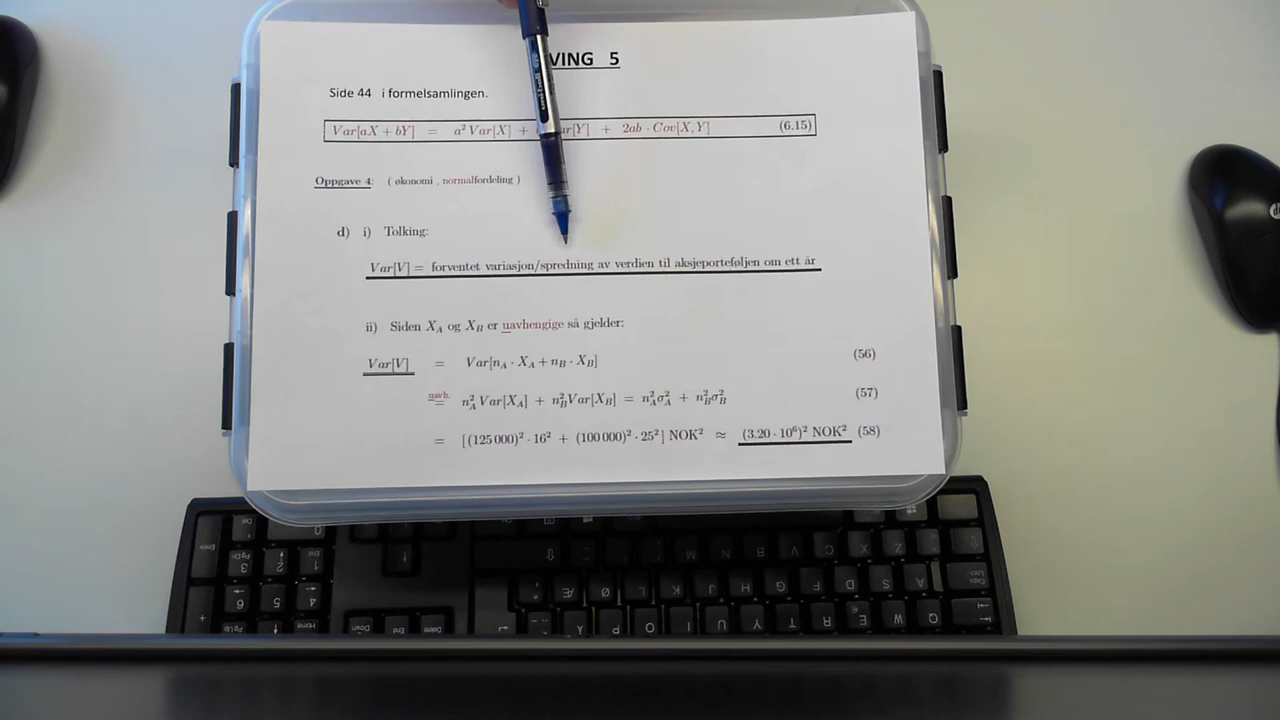 VING 5
Side 44 i formelsamlingen.
Var[aX + bY] = a² Var[X] + ar[Y] + 2ab · Cov[X, Y] (6.15)
Oppgave 4: ( økonomi , normalfordeling )
d) i) Tolking:
Var[V] = forventet variasjon/spredning av verdien til aksjeporteføljen om ett år
ii) Siden X_A og X_B er uavhengige så gjelder:
Var[V] = Var[n_A · X_A + n_B · X_B] (56)
uavh. = n_A² Var[X_A] + n_B² Var[X_B] = n_A² σ_A² + n_B² σ_B² (57)
= [(125 000)² · 16² + (100 000)² · 25²] NOK² ≈ (3.20 · 10⁶)² NOK² (58)